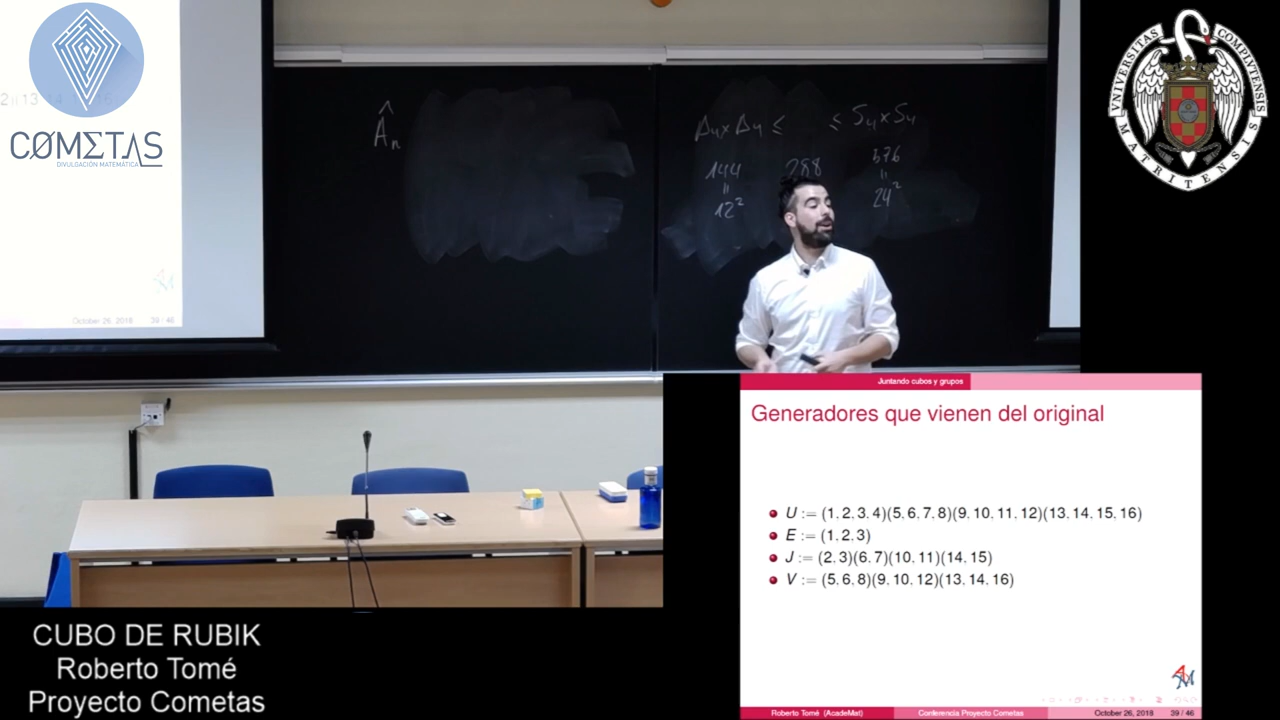 COMETAS
DIVULGACIÓN MATEMÁTICA
UNIVERSITAS COMPLVTENSIS
MATRITENSIS
October 26, 2018 39 / 46
Â_n
A₄×A₄ ≤ ≤ S₄×S₄
144 288 576
= =
12² 24²
Juntando cubos y grupos
Generadores que vienen del original
U := (1, 2, 3, 4)(5, 6, 7, 8)(9, 10, 11, 12)(13, 14, 15, 16)
E := (1, 2, 3)
J := (2, 3)(6, 7)(10, 11)(14, 15)
V := (5, 6, 8)(9, 10, 12)(13, 14, 16)
Roberto Tomé (AcadeMat) Conferencia Proyecto Cometas October 26, 2018 39 / 46
CUBO DE RUBIK
Roberto Tomé
Proyecto Cometas